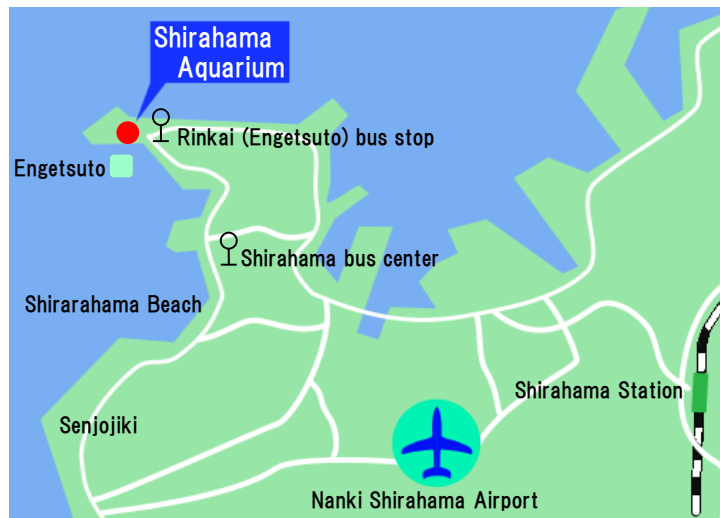 Shirahama
Aquarium
Rinkai (Engetsuto) bus stop
Engetsuto
Shirahama bus center
Shirarahama Beach
Shirahama Station
Senjojiki
Nanki Shirahama Airport